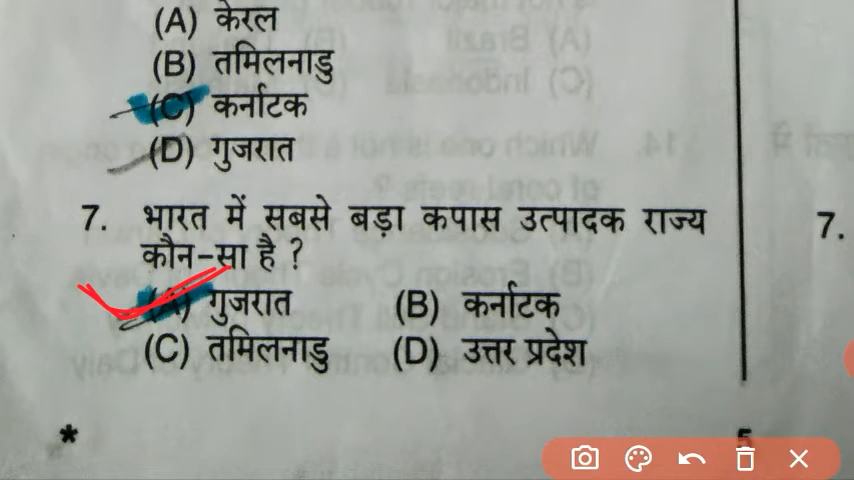 (A) केरल
(B) तमिलनाडु
(C) कर्नाटक
(D) गुजरात
7. भारत में सबसे बड़ा कपास उत्पादक राज्य
कौन-सा है ?
(A) गुजरात (B) कर्नाटक
(C) तमिलनाडु (D) उत्तर प्रदेश
7.
*
5